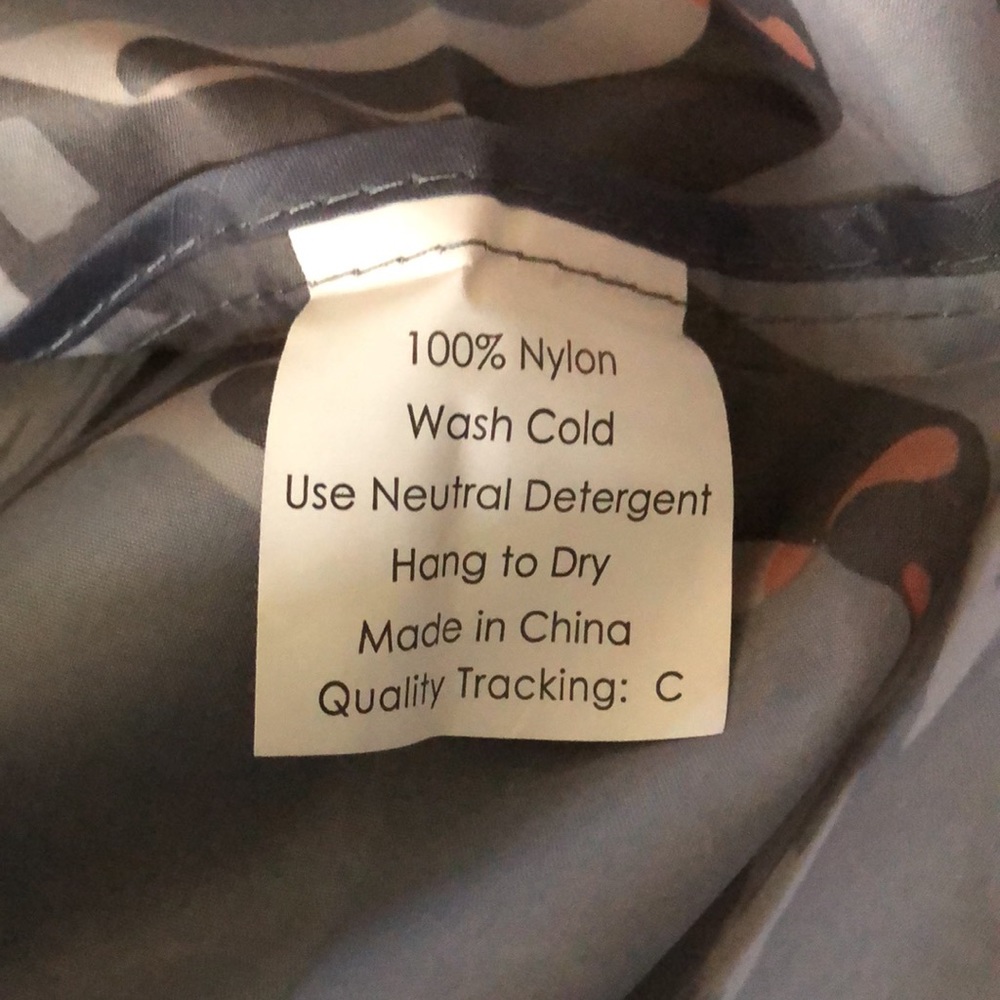 100% Nylon
Wash Cold
Use Neutral Detergent
Hang to Dry
Made in China
Quality Tracking: C